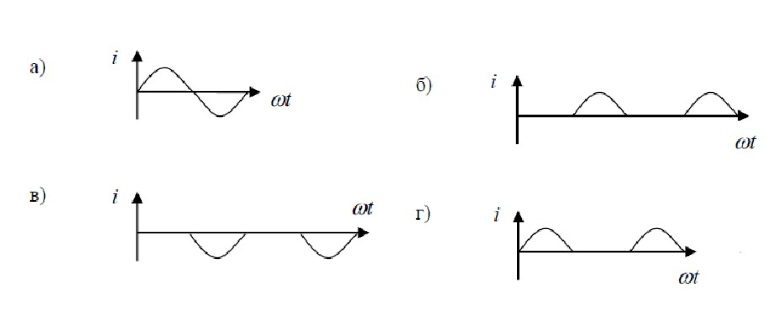 а) i ωt
б) i ωt
в) i ωt
г) i ωt